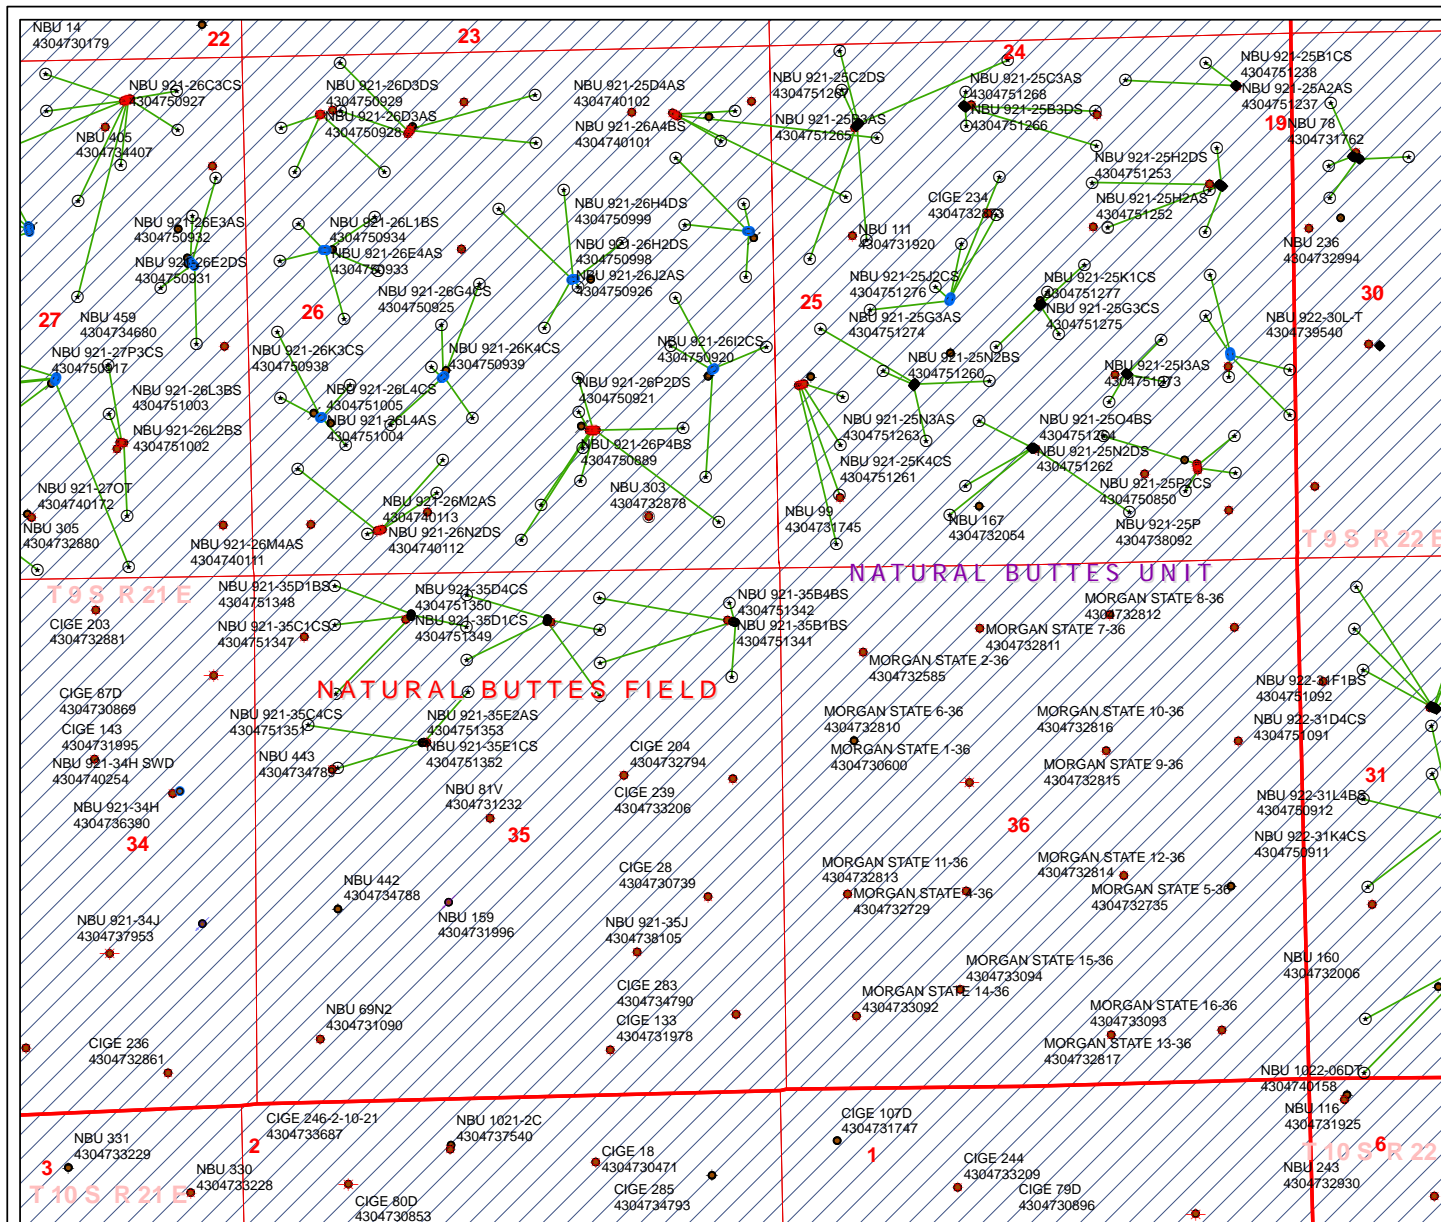 NBU 14
4304730179
22
23
24
NBU 921-26C3CS
4304750927
NBU 405
4304734407
NBU 921-26D3DS
4304750929
NBU 921-26D3AS
4304750928
NBU 921-25D4AS
4304740102
NBU 921-26A4BS
4304740101
NBU 921-25C2DS
4304751267
NBU 921-25B3AS
4304751265
NBU 921-25C3AS
4304751268
NBU 921-25B3DS
4304751266
NBU 921-25B1CS
4304751238
NBU 921-25A2AS
4304751237
19
NBU 78
4304731762
NBU 921-25H2DS
4304751253
NBU 921-25H2AS
4304751252
CIGE 234
NBU 111
4304731920
NBU 236
4304732994
NBU 921-26E3AS
4304750932
NBU 921-26E2DS
4304750931
NBU 921-26L1BS
4304750934
NBU 921-26E4AS
4304750933
NBU 921-26H4DS
4304750999
NBU 921-26H2DS
4304750998
NBU 921-26J2AS
4304750926
NBU 921-26G4CS
4304750925
27
26
25
30
NBU 921-25J2CS
4304751276
NBU 921-25G3AS
4304751274
NBU 921-25K1CS
4304751277
NBU 921-25G3CS
4304751275
NBU 922-30L-T
4304739540
NBU 459
4304734680
NBU 921-27P3CS
4304750917
NBU 921-26K3CS
4304750938
NBU 921-26K4CS
4304750939
NBU 921-26I2CS
4304750920
NBU 921-25N2BS
4304751260
NBU 921-25I3AS
4304751273
NBU 921-26L3BS
4304751003
NBU 921-26L2BS
4304751002
NBU 921-26L4CS
4304751005
NBU 921-26L4AS
4304751004
NBU 921-26P2DS
4304750921
NBU 921-26P4BS
4304750889
NBU 921-25N3AS
4304751263
NBU 921-25K4CS
4304751261
NBU 921-25O4BS
4304751264
NBU 921-25N2DS
4304751262
NBU 921-25P2CS
4304750850
NBU 921-27OT
4304740172
NBU 305
4304732880
NBU 921-26M2AS
4304740113
NBU 921-26N2DS
4304740112
NBU 921-26M4AS
4304740111
NBU 303
4304732878
NBU 99
4304731745
NBU 167
4304732054
NBU 921-25P
4304738092
T 9 S R 22 E
NATURAL BUTTES UNIT
T 9 S R 21 E
CIGE 203
4304732881
NBU 921-35D1BS
4304751348
NBU 921-35C1CS
4304751347
NBU 921-35D4CS
4304751350
NBU 921-35D1CS
4304751349
NBU 921-35B4BS
4304751342
NBU 921-35B1BS
4304751341
MORGAN STATE 8-36
4304732812
MORGAN STATE 7-36
4304732811
MORGAN STATE 2-36
4304732585
NATURAL BUTTES FIELD
CIGE 87D
4304730869
CIGE 143
4304731995
NBU 921-34H SWD
4304740254
NBU 921-34H
4304736390
34
NBU 921-35C4CS
4304751351
NBU 443
4304734789
NBU 921-35E2AS
4304751353
NBU 921-35E1CS
4304751352
NBU 81V
4304731232
35
CIGE 204
4304732794
CIGE 239
4304733206
MORGAN STATE 6-36
4304732810
MORGAN STATE 1-36
4304730600
MORGAN STATE 10-36
4304732816
MORGAN STATE 9-36
4304732815
36
NBU 922-31F1BS
4304751092
NBU 922-31D4CS
4304751091
31
NBU 922-31L4BS
4304750912
NBU 922-31K4CS
4304750911
NBU 442
4304734788
NBU 159
4304731996
CIGE 28
4304730739
NBU 921-35J
4304738105
MORGAN STATE 11-36
4304732813
MORGAN STATE 4-36
4304732729
MORGAN STATE 12-36
4304732814
MORGAN STATE 5-36
4304732735
NBU 921-34J
4304737953
NBU 160
4304732006
MORGAN STATE 15-36
4304733094
MORGAN STATE 14-36
4304733092
MORGAN STATE 16-36
4304733093
MORGAN STATE 13-36
4304732817
CIGE 283
4304734790
CIGE 133
4304731978
NBU 69N2
4304731090
CIGE 236
4304732861
NBU 1022-06DT
4304740158
NBU 116
4304731925
6
T 10 S R 22
NBU 243
4304732930
CIGE 246-2-10-21
4304733687
2
NBU 331
4304733229
3
T 10 S R 21 E
NBU 330
4304733228
NBU 1021-2C
4304737540
CIGE 80D
4304730853
CIGE 18
4304730471
CIGE 285
4304734793
CIGE 107D
4304731747
1
CIGE 244
4304733209
CIGE 79D
4304730896